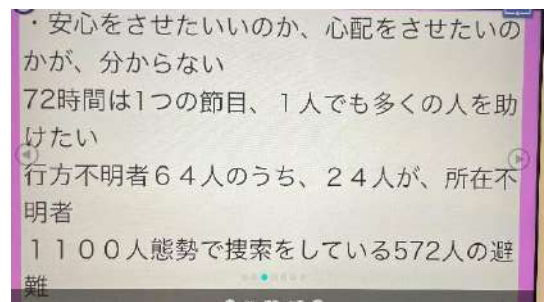 ・安心をさせたいいのか、心配をさせたいの
かが、分からない
72時間は1つの節目、１人でも多くの人を助
けたい
行方不明者６４人のうち、２４人が、所在不
明者
１１００人態勢で捜索をしている572人の避
難